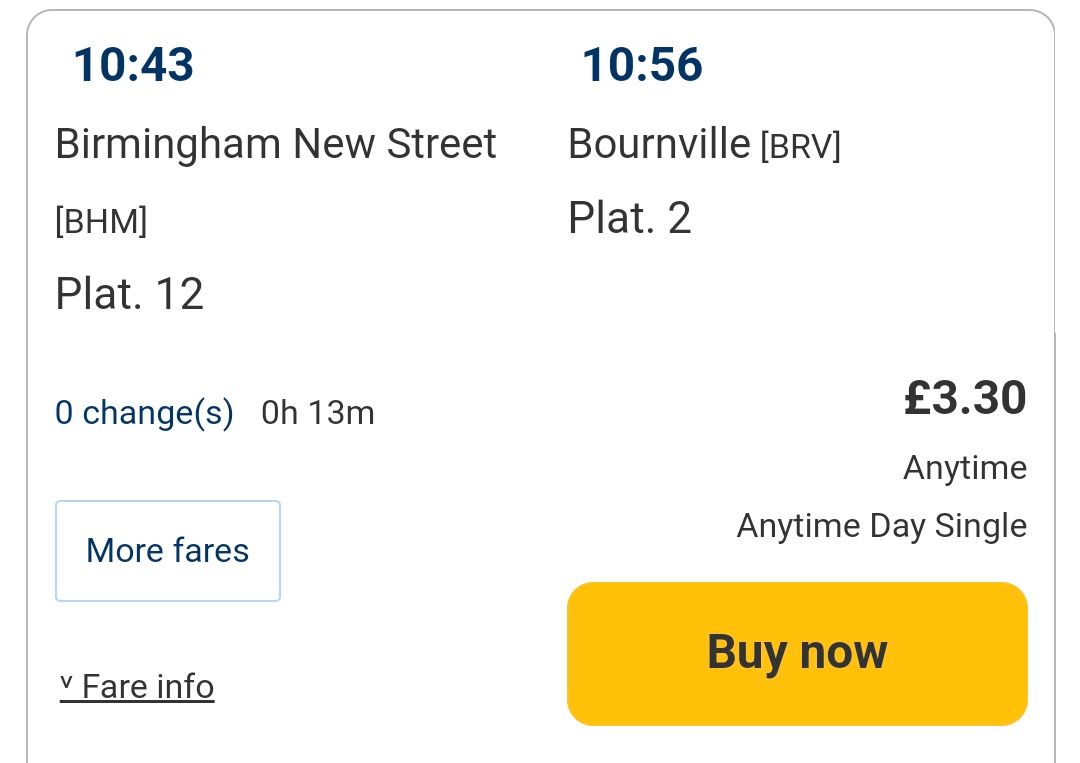 10:43
10:56
Birmingham New Street
[BHM]
Plat. 12
Bournville [BRV]
Plat. 2
0 change(s) 0h 13m
£3.30
Anytime
Anytime Day Single
More fares
Buy now
˅ Fare info